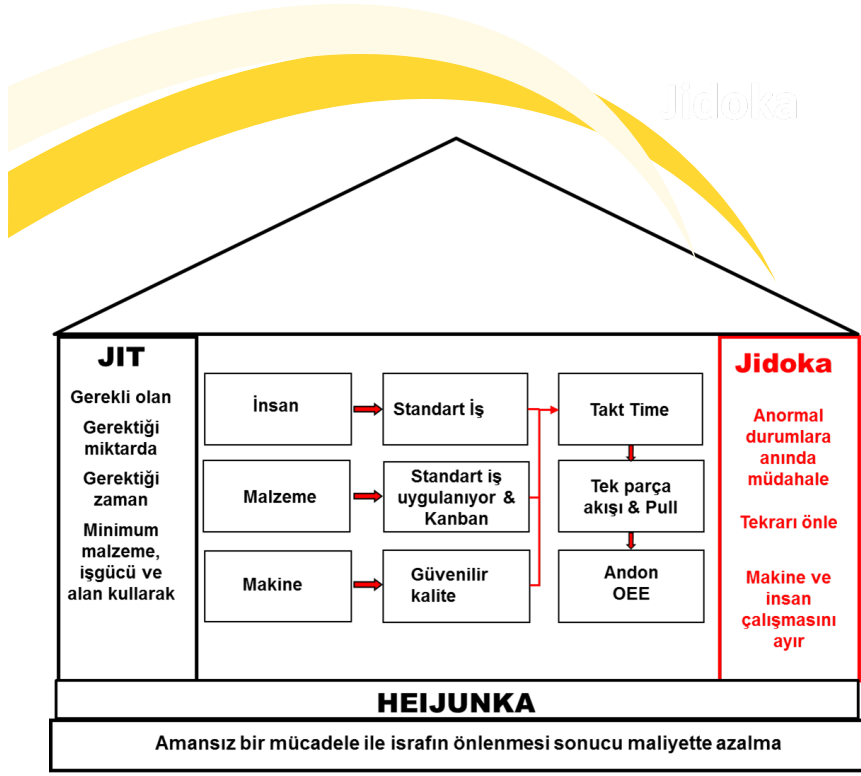 Jidoka
JIT
Gerekli olan
Gerektiği
miktarda
Gerektiği
zaman
Minimum
malzeme,
işgücü ve
alan kullarak
İnsan
Standart İş
Takt Time
Malzeme
Standart iş
uygulanıyor &
Kanban
Tek parça
akışı & Pull
Makine
Güvenilir
kalite
Andon
OEE
Jidoka
Anormal
durumlara
anında
müdahale
Tekrarı önle
Makine ve
insan
çalışmasını
ayır
HEIJUNKA
Amansız bir mücadele ile israfın önlenmesi sonucu maliyette azalma